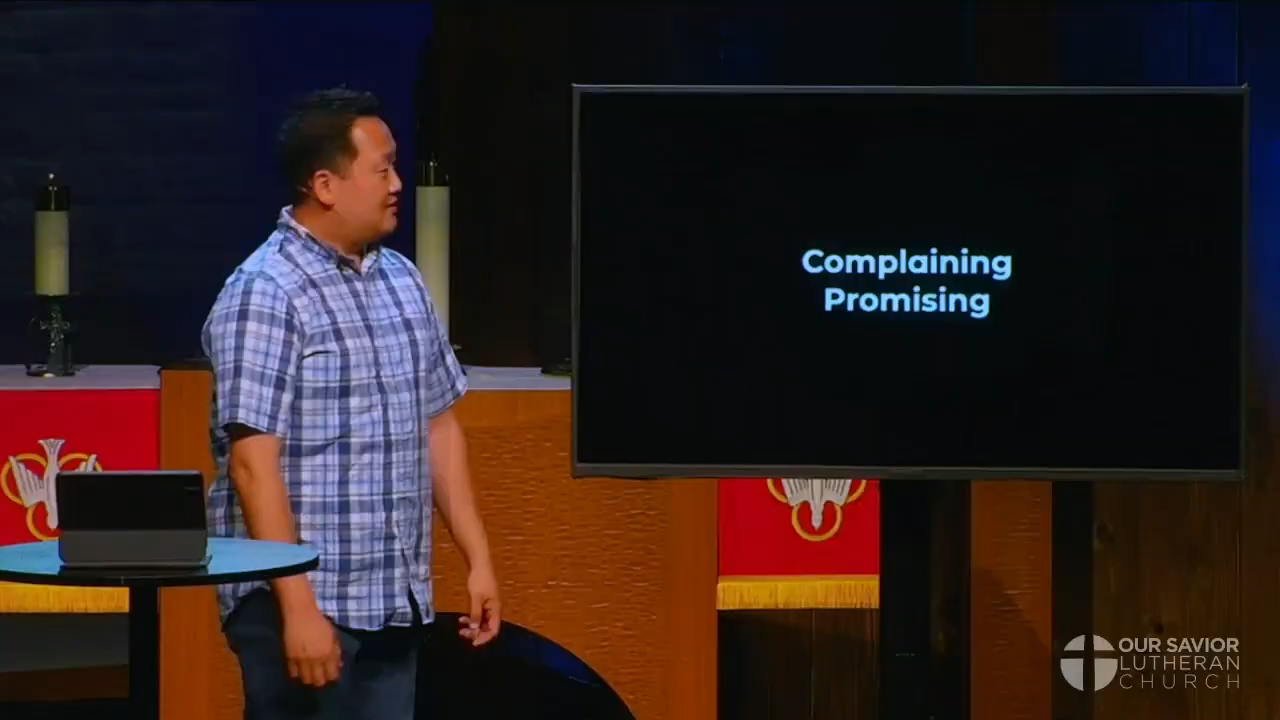 Complaining
Promising
OUR SAVIOR
LUTHERAN
CHURCH